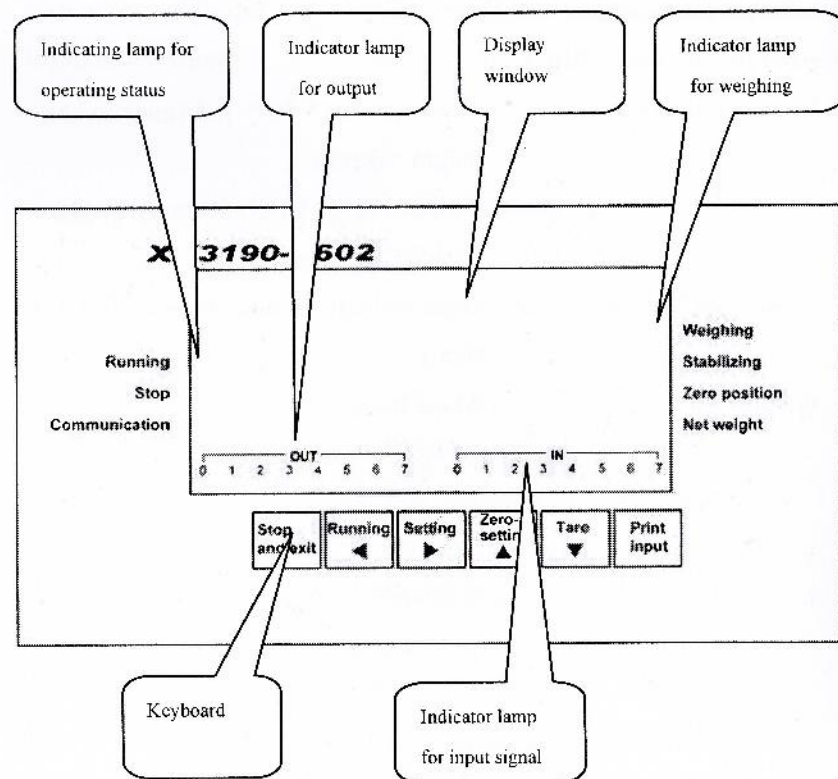 Indicating lamp for
operating status
Indicator lamp
for output
Display
window
Indicator lamp
for weighing
3190- 602
Running
Stop
Communication
Weighing
Stabilizing
Zero position
Net weight
OUT
0 1 2 3 4 5 6 7
IN
0 1 2 3 4 5 6 7
Stop
and exit
Running
Setting
Zero-
settin
Tare
Print
input
Keyboard
Indicator lamp
for input signal